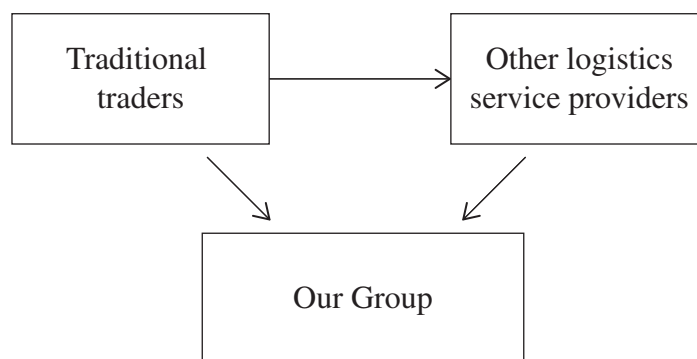 Traditional
traders
Other logistics
service providers
Our Group